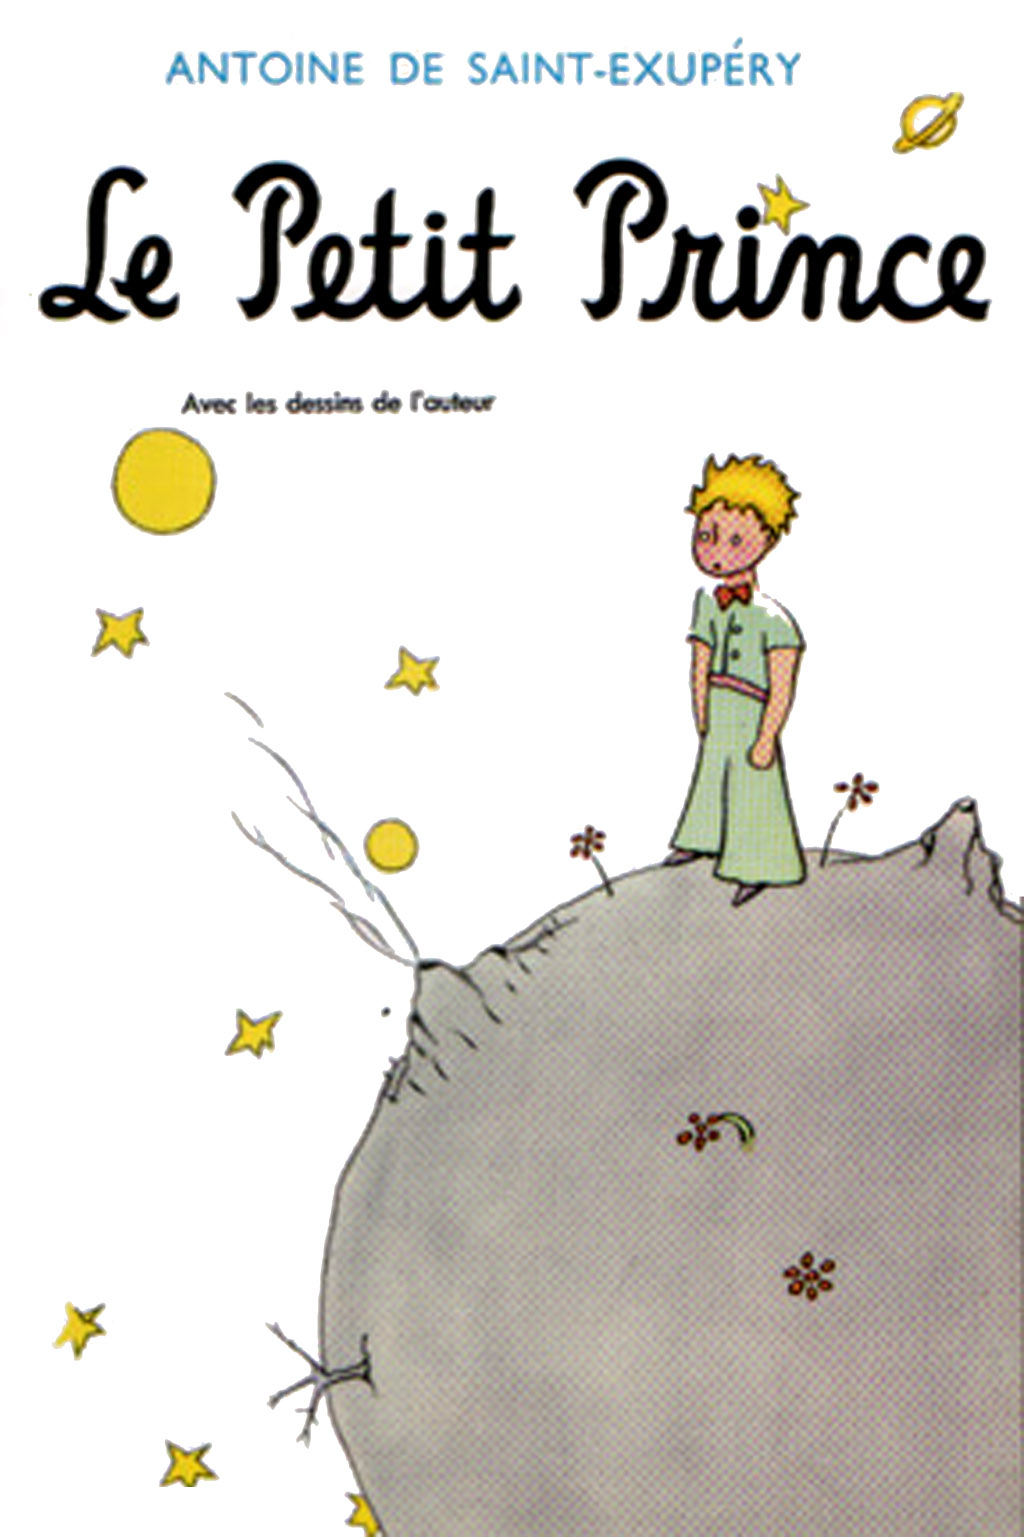 ANTOINE DE SAINT-EXUPÉRY
Le Petit Prince
Avec les dessins de l'auteur